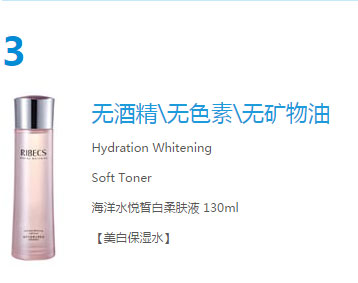 3
无酒精\无色素\无矿物油
RIBECS
Hydration Whitening
Soft Toner
海洋水悦皙白柔肤液 130ml
【美白保湿水】